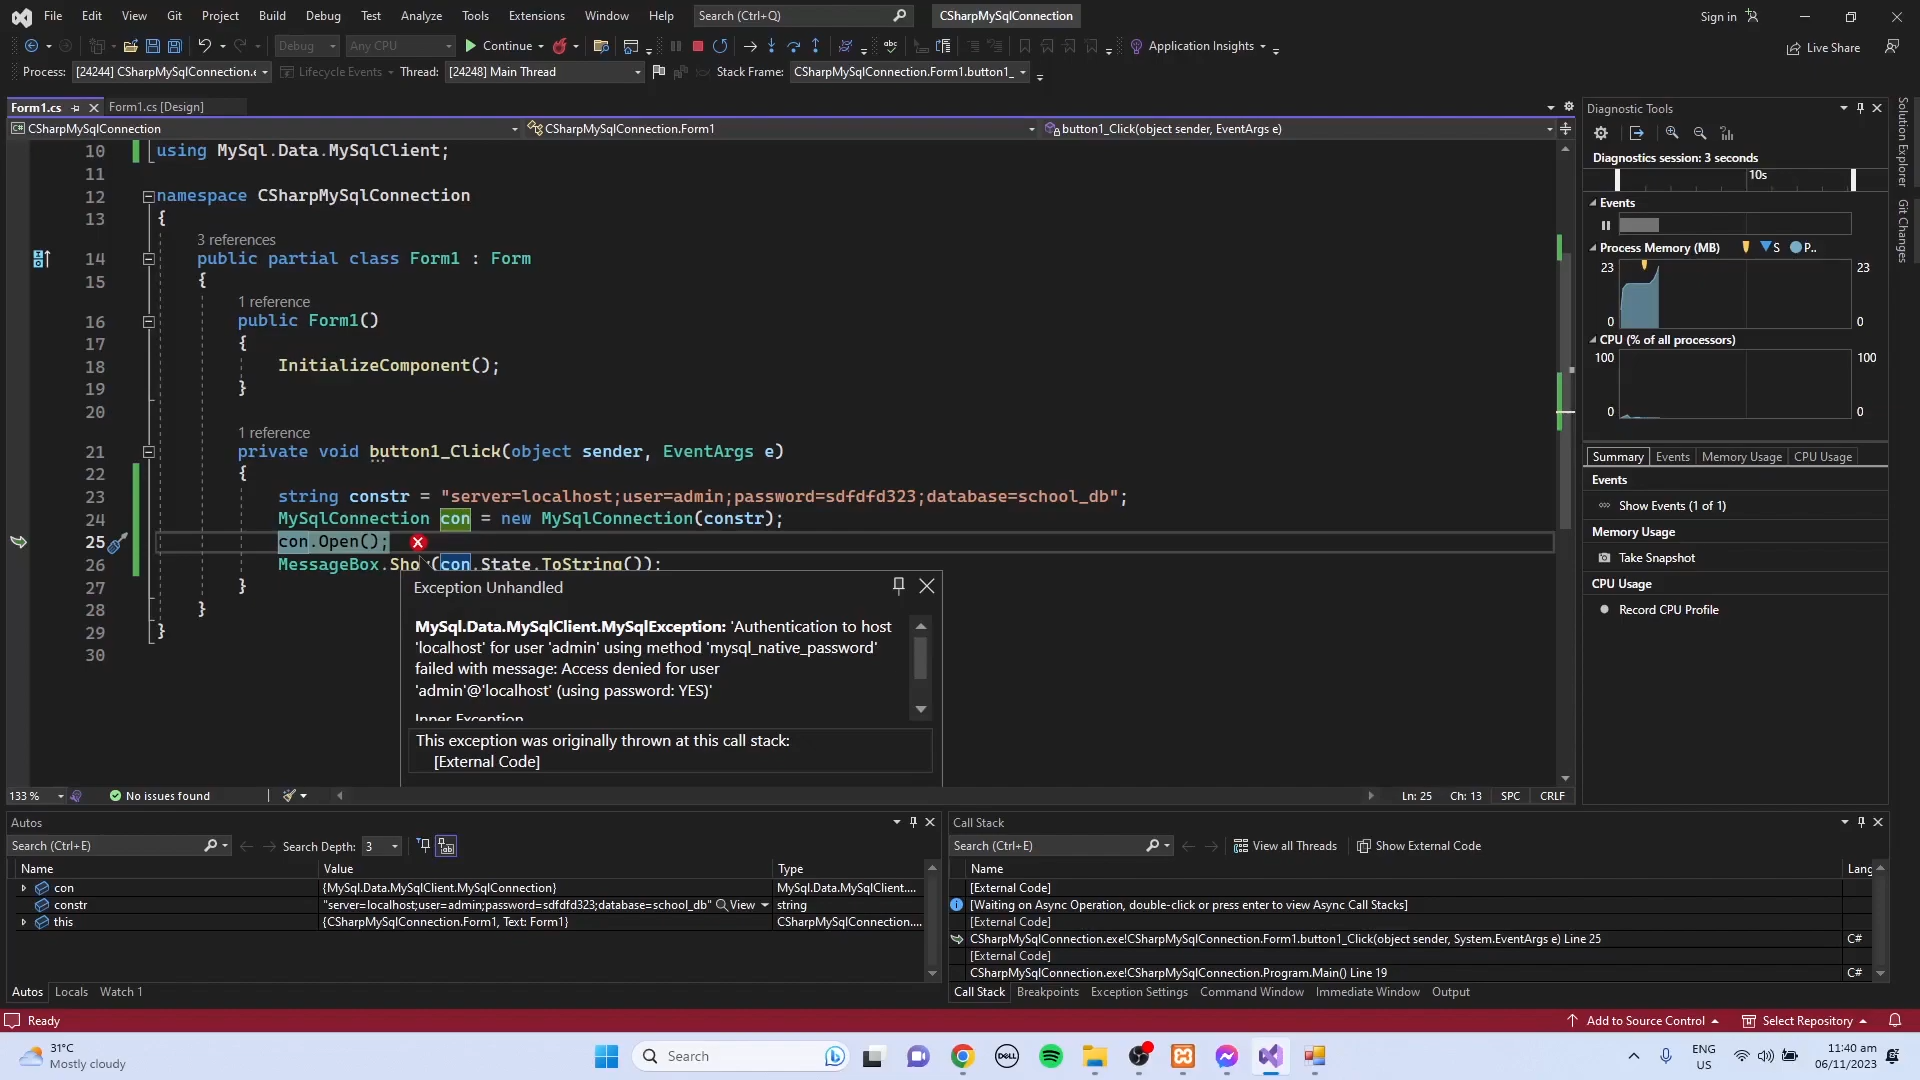 File Edit View Git Project Build Debug Test Analyze Tools Extensions Window Help Search (Ctrl+Q) CSharpMySqlConnection Sign in
Debug Any CPU Continue Application Insights Live Share
Process: [24244] CSharpMySqlConnection.e Lifecycle Events Thread: [24248] Main Thread Stack Frame: CSharpMySqlConnection.Form1.button1_
Form1.cs Form1.cs [Design]
CSharpMySqlConnection CSharpMySqlConnection.Form1 button1_Click(object sender, EventArgs e)
10 using MySql.Data.MySqlClient;
11
12 namespace CSharpMySqlConnection
13 {
3 references
14 public partial class Form1 : Form
15 {
1 reference
16 public Form1()
17 {
18 InitializeComponent();
19 }
20
1 reference
21 private void button1_Click(object sender, EventArgs e)
22 {
23 string constr = "server=localhost;user=admin;password=sdfdfd323;database=school_db";
24 MySqlConnection con = new MySqlConnection(constr);
25 con.Open();
26 MessageBox.Sho (con.State.ToString());
27 }
28 }
29 }
30
Exception Unhandled
MySql.Data.MySqlClient.MySqlException: 'Authentication to host
'localhost' for user 'admin' using method 'mysql_native_password'
failed with message: Access denied for user
'admin'@'localhost' (using password: YES)'
Inner Exception
This exception was originally thrown at this call stack:
[External Code]
133 % No issues found Ln: 25 Ch: 13 SPC CRLF
Diagnostic Tools
Diagnostics session: 3 seconds
10s
Events
Process Memory (MB) S P..
23 23
0 0
CPU (% of all processors)
100 100
0 0
Summary Events Memory Usage CPU Usage
Events
Show Events (1 of 1)
Memory Usage
Take Snapshot
CPU Usage
Record CPU Profile
Solution Explorer
Git Changes
Autos
Search (Ctrl+E) Search Depth: 3
Name Value Type
con {MySql.Data.MySqlClient.MySqlConnection} MySql.Data.MySqlClient....
constr "server=localhost;user=admin;password=sdfdfd323;database=school_db" View string
this {CSharpMySqlConnection.Form1, Text: Form1} CSharpMySqlConnection....
Autos Locals Watch 1
Call Stack
Search (Ctrl+E) View all Threads Show External Code
Name Lang
[External Code]
[Waiting on Async Operation, double-click or press enter to view Async Call Stacks]
[External Code]
CSharpMySqlConnection.exe!CSharpMySqlConnection.Form1.button1_Click(object sender, System.EventArgs e) Line 25 C#
[External Code]
CSharpMySqlConnection.exe!CSharpMySqlConnection.Program.Main() Line 19 C#
Call Stack Breakpoints Exception Settings Command Window Immediate Window Output
Ready Add to Source Control Select Repository
31°C
Mostly cloudy
Search
DELL
ENG
US
11:40 am
06/11/2023